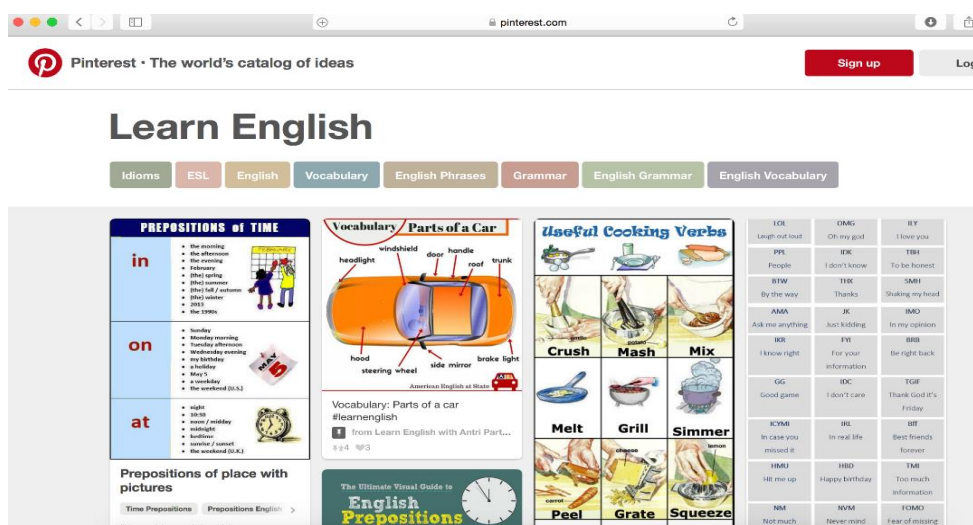 pinterest.com
Pinterest • The world's catalog of ideas
Sign up
Log
Learn English
Idioms
ESL
English
Vocabulary
English Phrases
Grammar
English Grammar
English Vocabulary
PREPOSITIONS of TIME
in
• the morning
• the afternoon
• the evening
• February
• (the) spring
• (the) summer
• (the) fall / autumn
• (the) winter
• 2013
• the 1990s
FEBRUARY
on
• Sunday
• Monday morning
• Tuesday afternoon
• Wednesday evening
• my birthday
• a holiday
• May 5
• a weekday
• the weekend (U.S.)
MAY
5
at
• night
• 10:30
• noon / midday
• midnight
• bedtime
• sunrise / sunset
• the weekend (U.K.)
Prepositions of place with
pictures
Time Prepositions
Prepositions English
Vocabulary Parts of a Car
windshield
door
handle
headlight
roof
trunk
hood
steering wheel
side mirror
broke light
American English at State
Vocabulary: Parts of a car
#learnenglish
from Learn English with Antri Part...
4
3
The Ultimate Visual Guide to
English
Prepositions
Useful Cooking Verbs
garlic
potato
Crush
Mash
Mix
Melt
Grill
Simmer
cheese
lemon
carrot
Peel
Grate
Squeeze
LOL
Laugh out loud
OMG
Oh my god
ILY
I love you
PPL
People
IDK
I don't know
TBH
To be honest
BTW
By the way
THX
Thanks
SMH
Shaking my head
AMA
Ask me anything
JK
Just kidding
IMO
In my opinion
IKR
I know right
FYI
For your
information
BRB
Be right back
GG
Good game
IDC
I don't care
TGIF
Thank God it's
Friday
ICYMI
In case you
missed it
IRL
In real life
BFF
Best friends
forever
HMU
Hit me up
HBD
Happy birthday
TMI
Too much
information
NM
Not much
NVM
Never mind
FOMO
Fear of missing